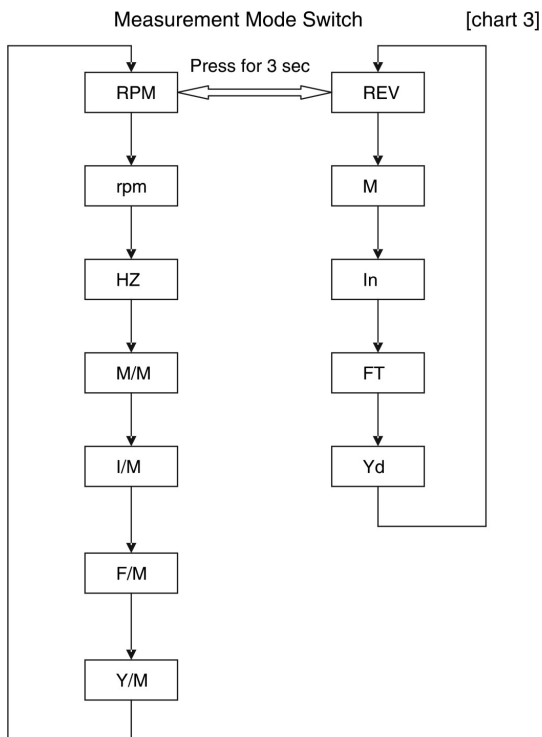 Measurement Mode Switch
[chart 3]
Press for 3 sec
RPM
REV
rpm
M
HZ
In
M/M
FT
I/M
Yd
F/M
Y/M